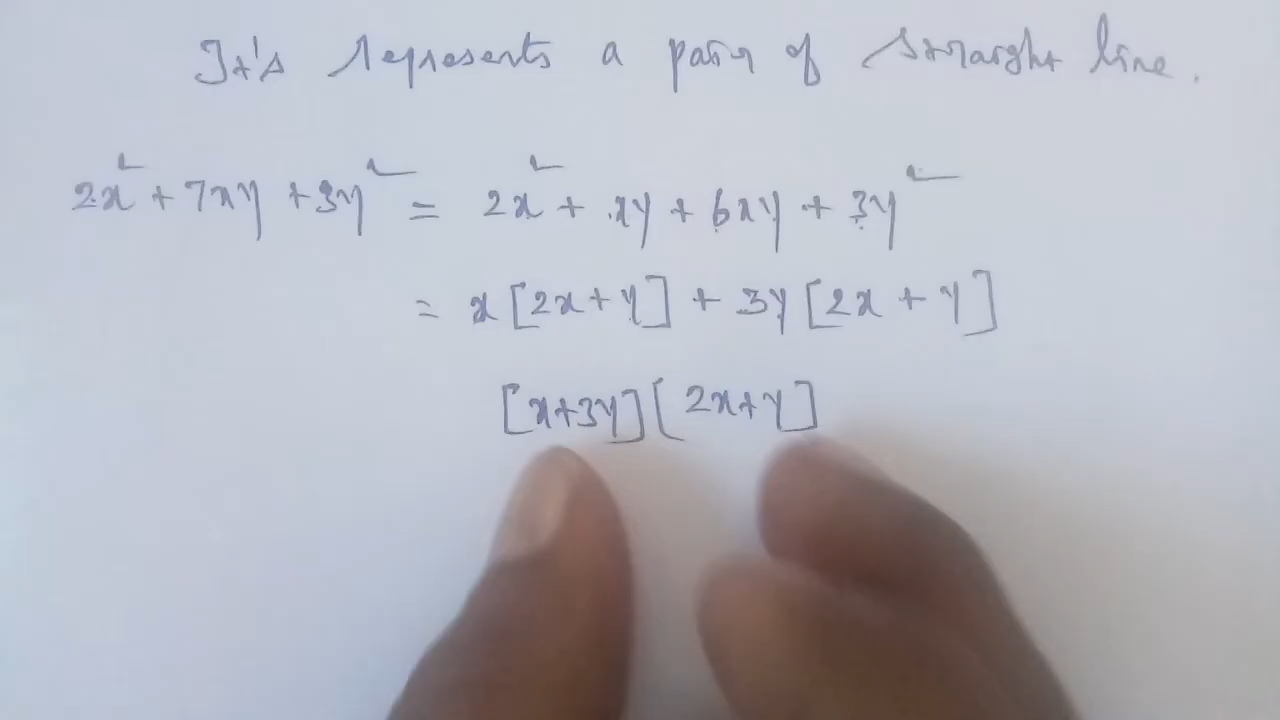 It's represents a pair of straight line.
2x² + 7xy + 3y² = 2x² + xy + 6xy + 3y²
= x[2x+y] + 3y[2x + y]
[x+3y][2x+y]